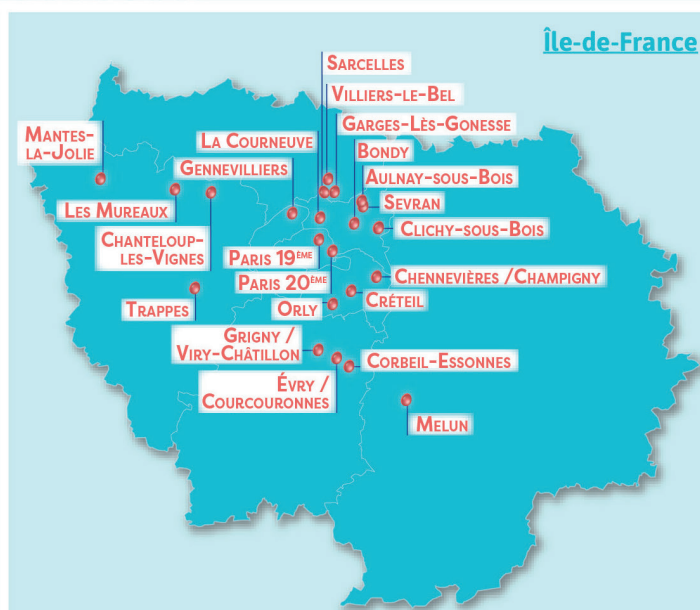 Île-de-France
SARCELLES
VILLIERS-LE-BEL
GARGES-LÈS-GONESSE
MANTES-
LA-JOLIE
LA COURNEUVE
BONDY
GENNEVILLIERS
AULNAY-SOUS-BOIS
SEVRAN
LES MUREAUX
CLICHY-SOUS-BOIS
CHANTELOUP-
LES-VIGNES
PARIS 19ÈME
CHENNEVIÈRES /CHAMPIGNY
PARIS 20ÈME
CRÉTEIL
TRAPPES
ORLY
GRIGNY /
VIRY-CHÂTILLON
CORBEIL-ESSONNES
ÉVRY /
COURCOURONNES
MELUN